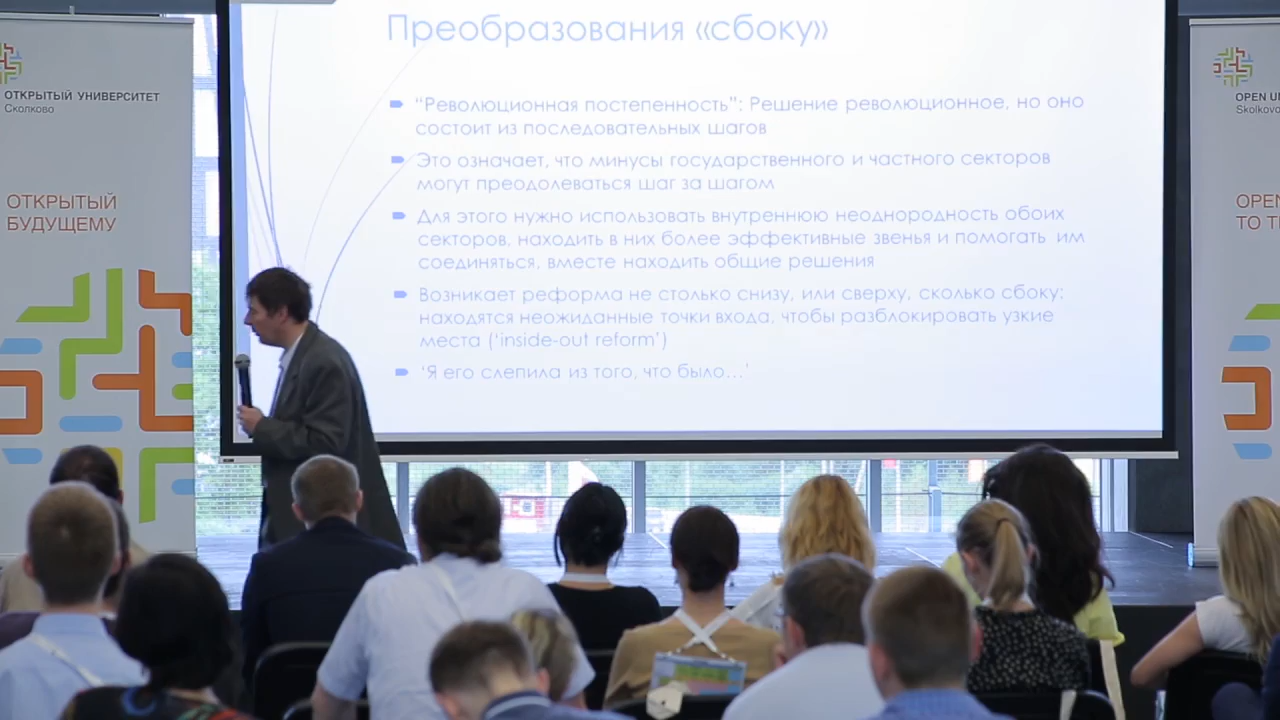 Преобразования «сбоку»
“Революционная постепенность”: Решение революционное, но оно
состоит из последовательных шагов
Это означает, что минусы государственного и частного секторов
могут преодолеваться шаг за шагом
Для этого нужно использовать внутреннюю неоднородность обоих
секторов, находить в них более эффективные звенья и помогать им
соединяться, вместе находить общие решения
Возникает реформа не столько снизу, или сверху, сколько сбоку:
находятся неожиданные точки входа, чтобы разблокировать узкие
места (‘inside-out reform’)
‘Я его слепила из того, что было…’
ОТКРЫТЫЙ УНИВЕРСИТЕТ
Сколково
ОТКРЫТЫЙ
БУДУЩЕМУ
OPEN UN
Skolkovo
OPEN
TO T